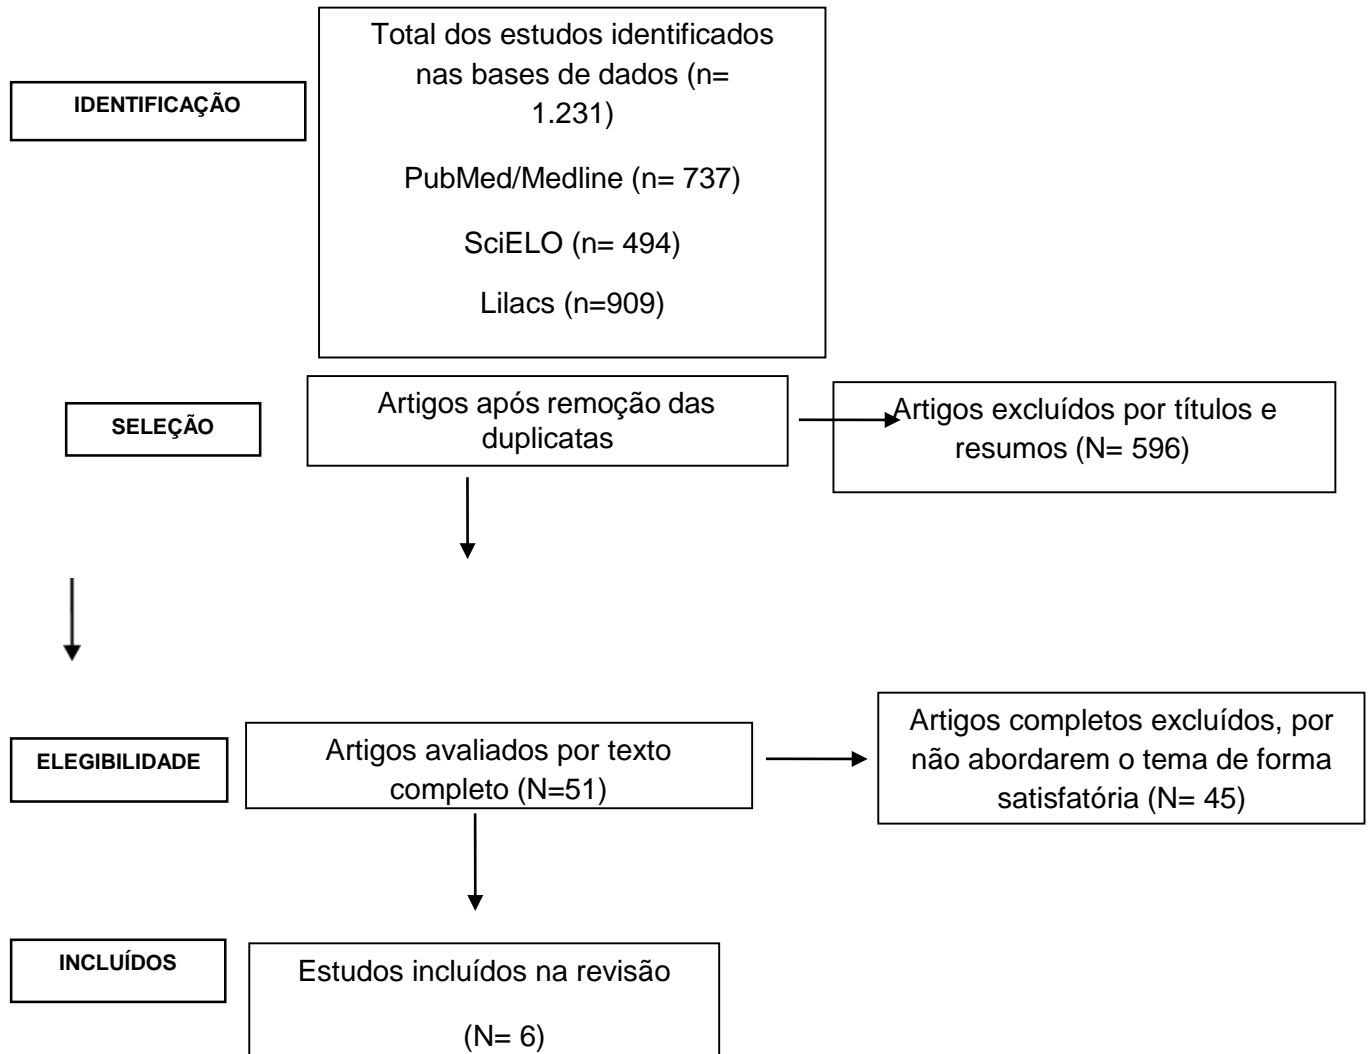 IDENTIFICAÇÃO
Total dos estudos identificados
nas bases de dados (n=
1.231)
PubMed/Medline (n= 737)
SciELO (n= 494)
Lilacs (n=909)
SELEÇÃO
Artigos após remoção das
duplicatas
Artigos excluídos por títulos e
resumos (N= 596)
ELEGIBILIDADE
Artigos avaliados por texto
completo (N=51)
Artigos completos excluídos, por
não abordarem o tema de forma
satisfatória (N= 45)
INCLUÍDOS
Estudos incluídos na revisão
(N= 6)